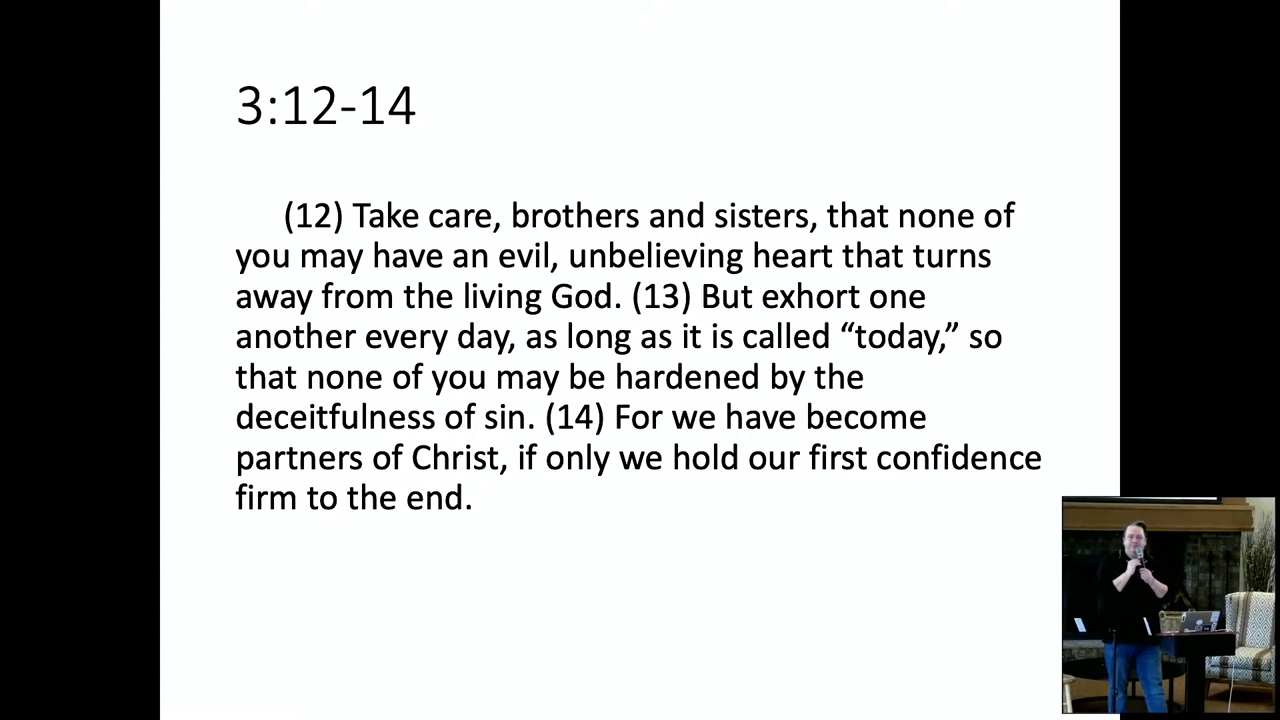 3:12-14
(12) Take care, brothers and sisters, that none of
you may have an evil, unbelieving heart that turns
away from the living God. (13) But exhort one
another every day, as long as it is called “today,” so
that none of you may be hardened by the
deceitfulness of sin. (14) For we have become
partners of Christ, if only we hold our first confidence
firm to the end.